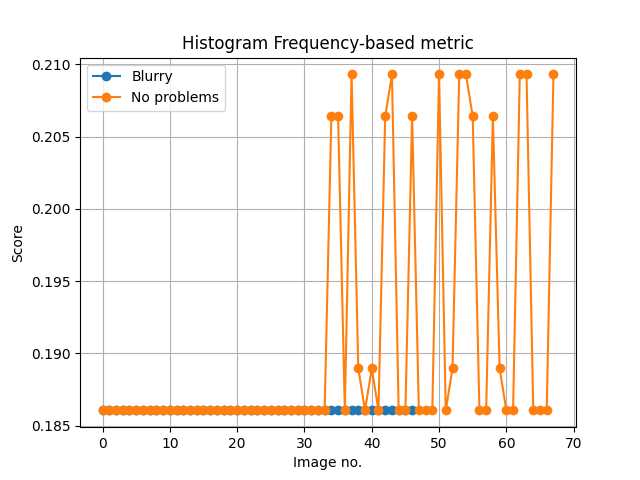 Histogram Frequency-based metric
Blurry
No problems
0.210
0.205
0.200
0.195
0.190
0.185
Score
0 10 20 30 40 50 60 70
Image no.